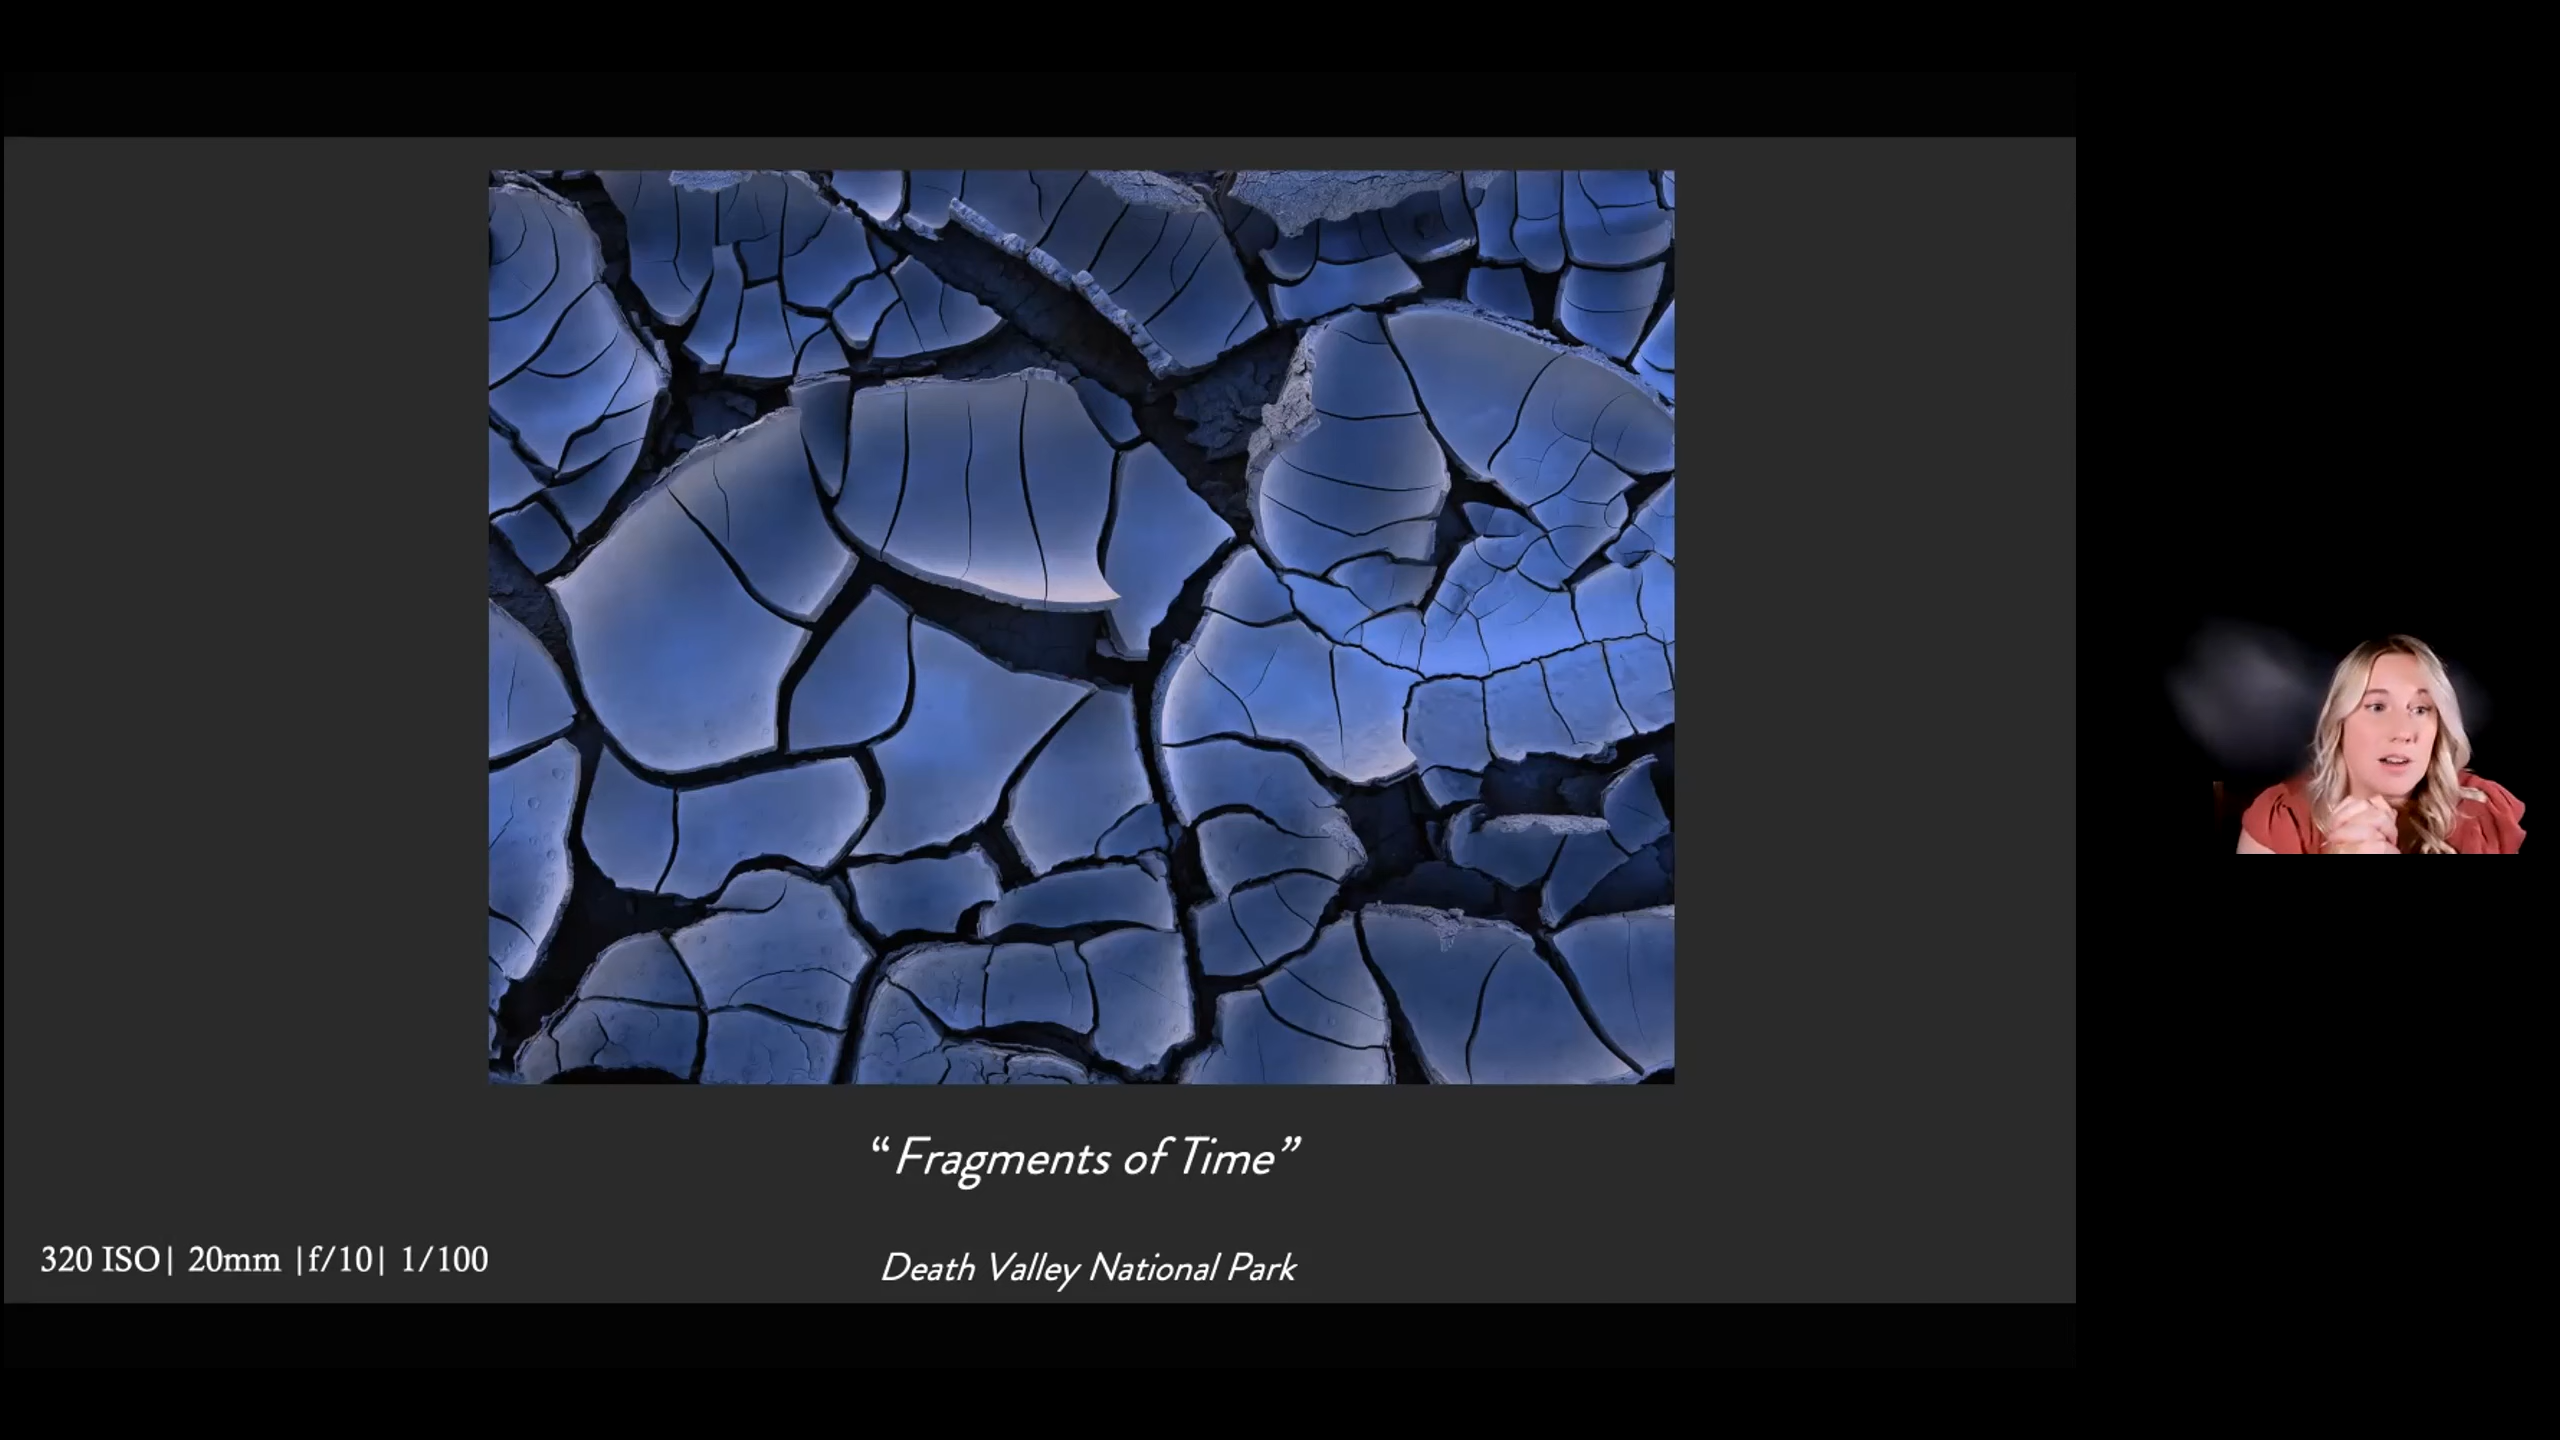 “Fragments of Time”
320 ISO| 20mm |f/10| 1/100
Death Valley National Park